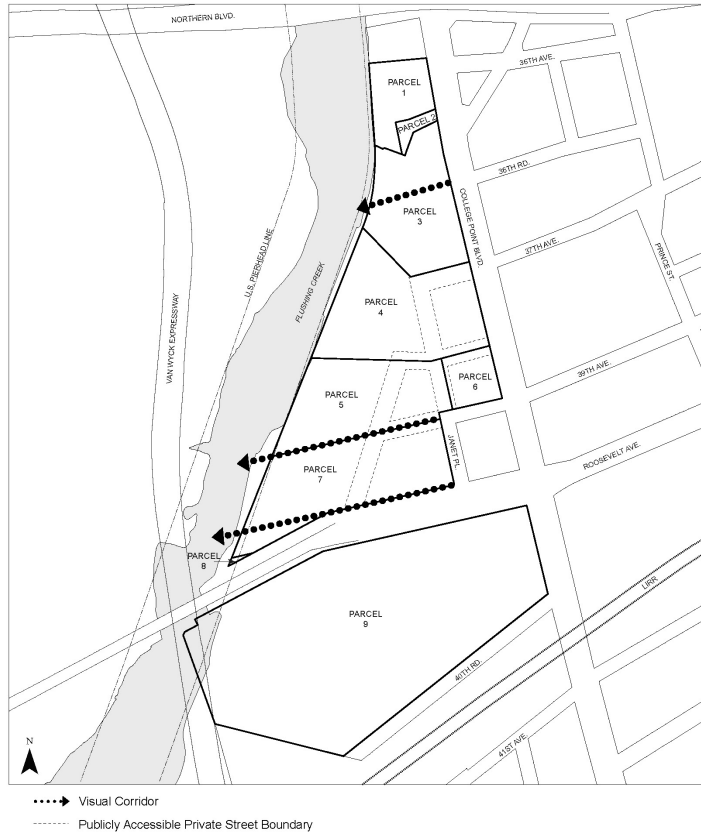 NORTHERN BLVD.
36TH AVE.
PARCEL
1
PARCEL 2
36TH RD.
PARCEL
3
COLLEGE POINT BLVD.
37TH AVE.
PRINCE ST.
U.S. PIERHEAD LINE
FLUSHING CREEK
VAN WYCK EXPRESSWAY
PARCEL
4
PARCEL
5
PARCEL
6
39TH AVE.
JANET PL.
ROOSEVELT AVE.
PARCEL
7
PARCEL
8
PARCEL
9
LIRR
40TH RD.
41ST AVE.
N
Visual Corridor
Publicly Accessible Private Street Boundary